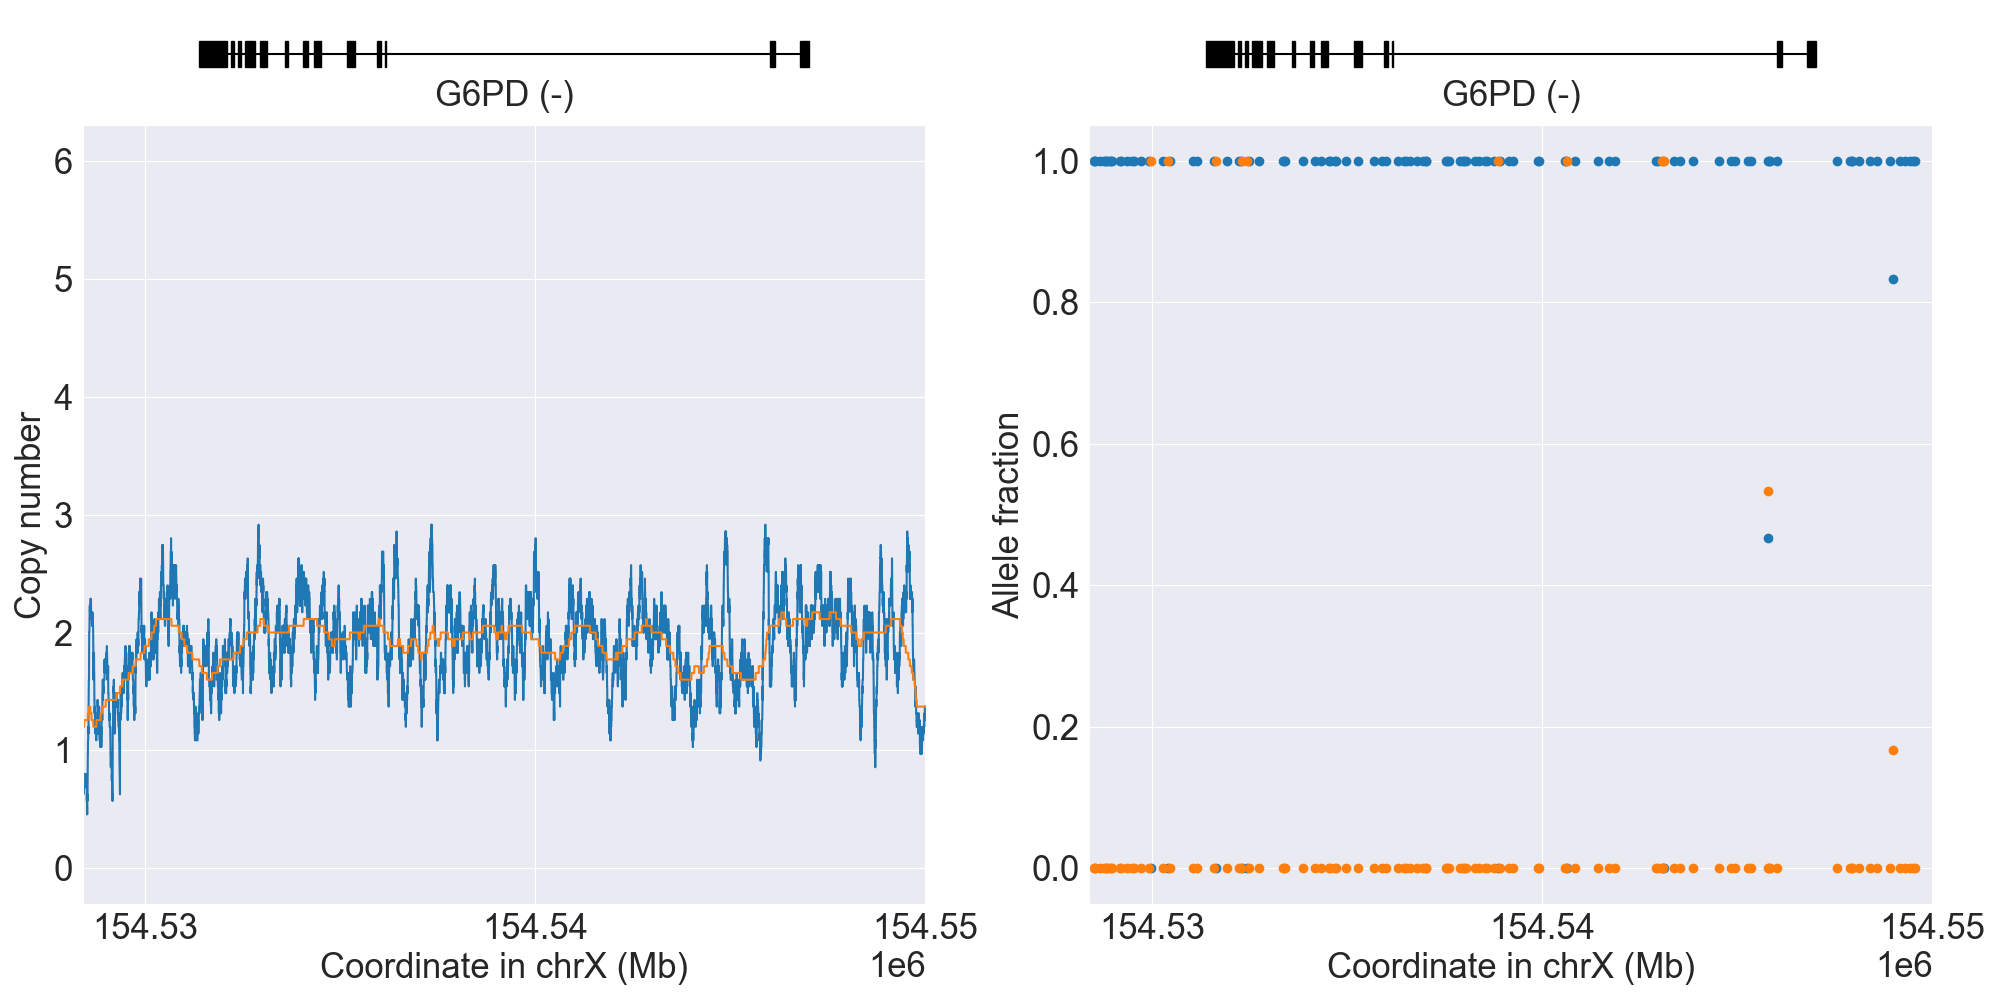 G6PD (-)
6
5
4
3
2
1
0
Copy number
154.53 154.54 154.55
Coordinate in chrX (Mb)
1e6
G6PD (-)
1.0
0.8
0.6
0.4
0.2
0.0
Allele fraction
154.53 154.54 154.55
Coordinate in chrX (Mb)
1e6